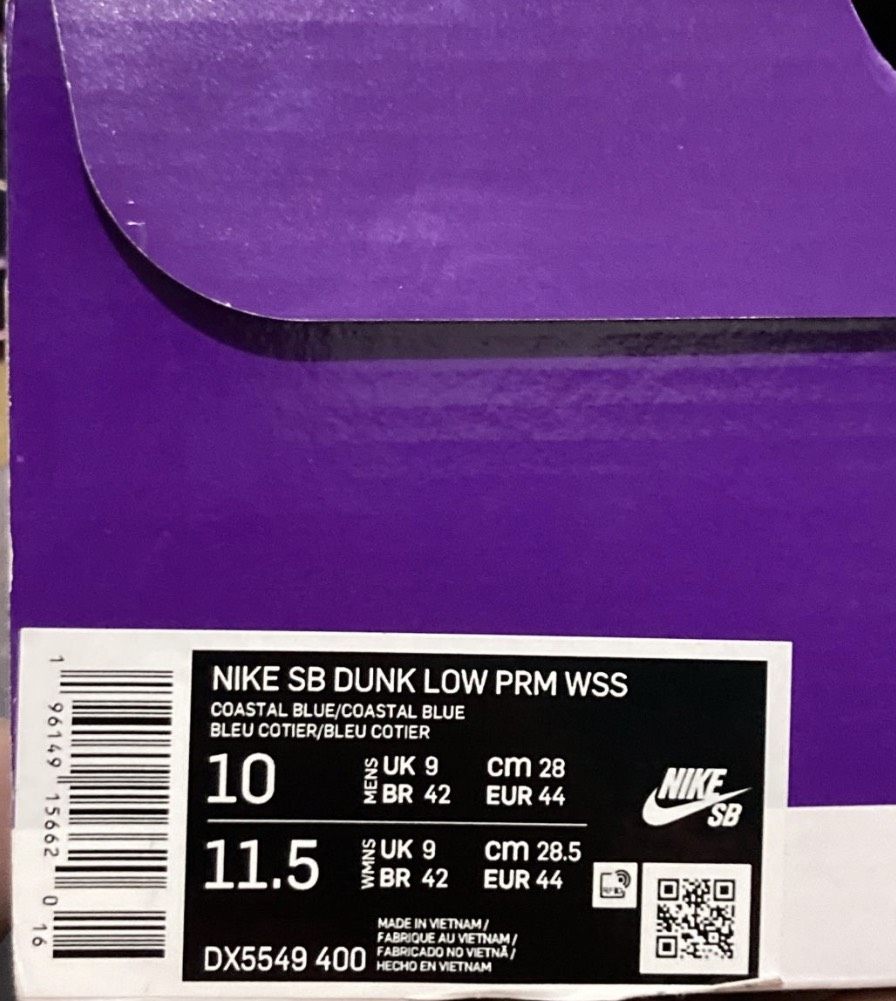 NIKE SB DUNK LOW PRM WSS
COASTAL BLUE/COASTAL BLUE
BLEU COTIER/BLEU COTIER
10 MENS UK 9 cm 28
BR 42 EUR 44
11.5 WMNS UK 9 cm 28.5
BR 42 EUR 44
NIKE
SB
DX5549 400
MADE IN VIETNAM /
FABRIQUE AU VIETNAM /
FABRICADO NO VIETNÃ /
HECHO EN VIETNAM
1 96149 15662 0 16